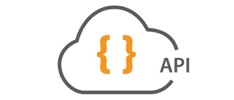 { } API